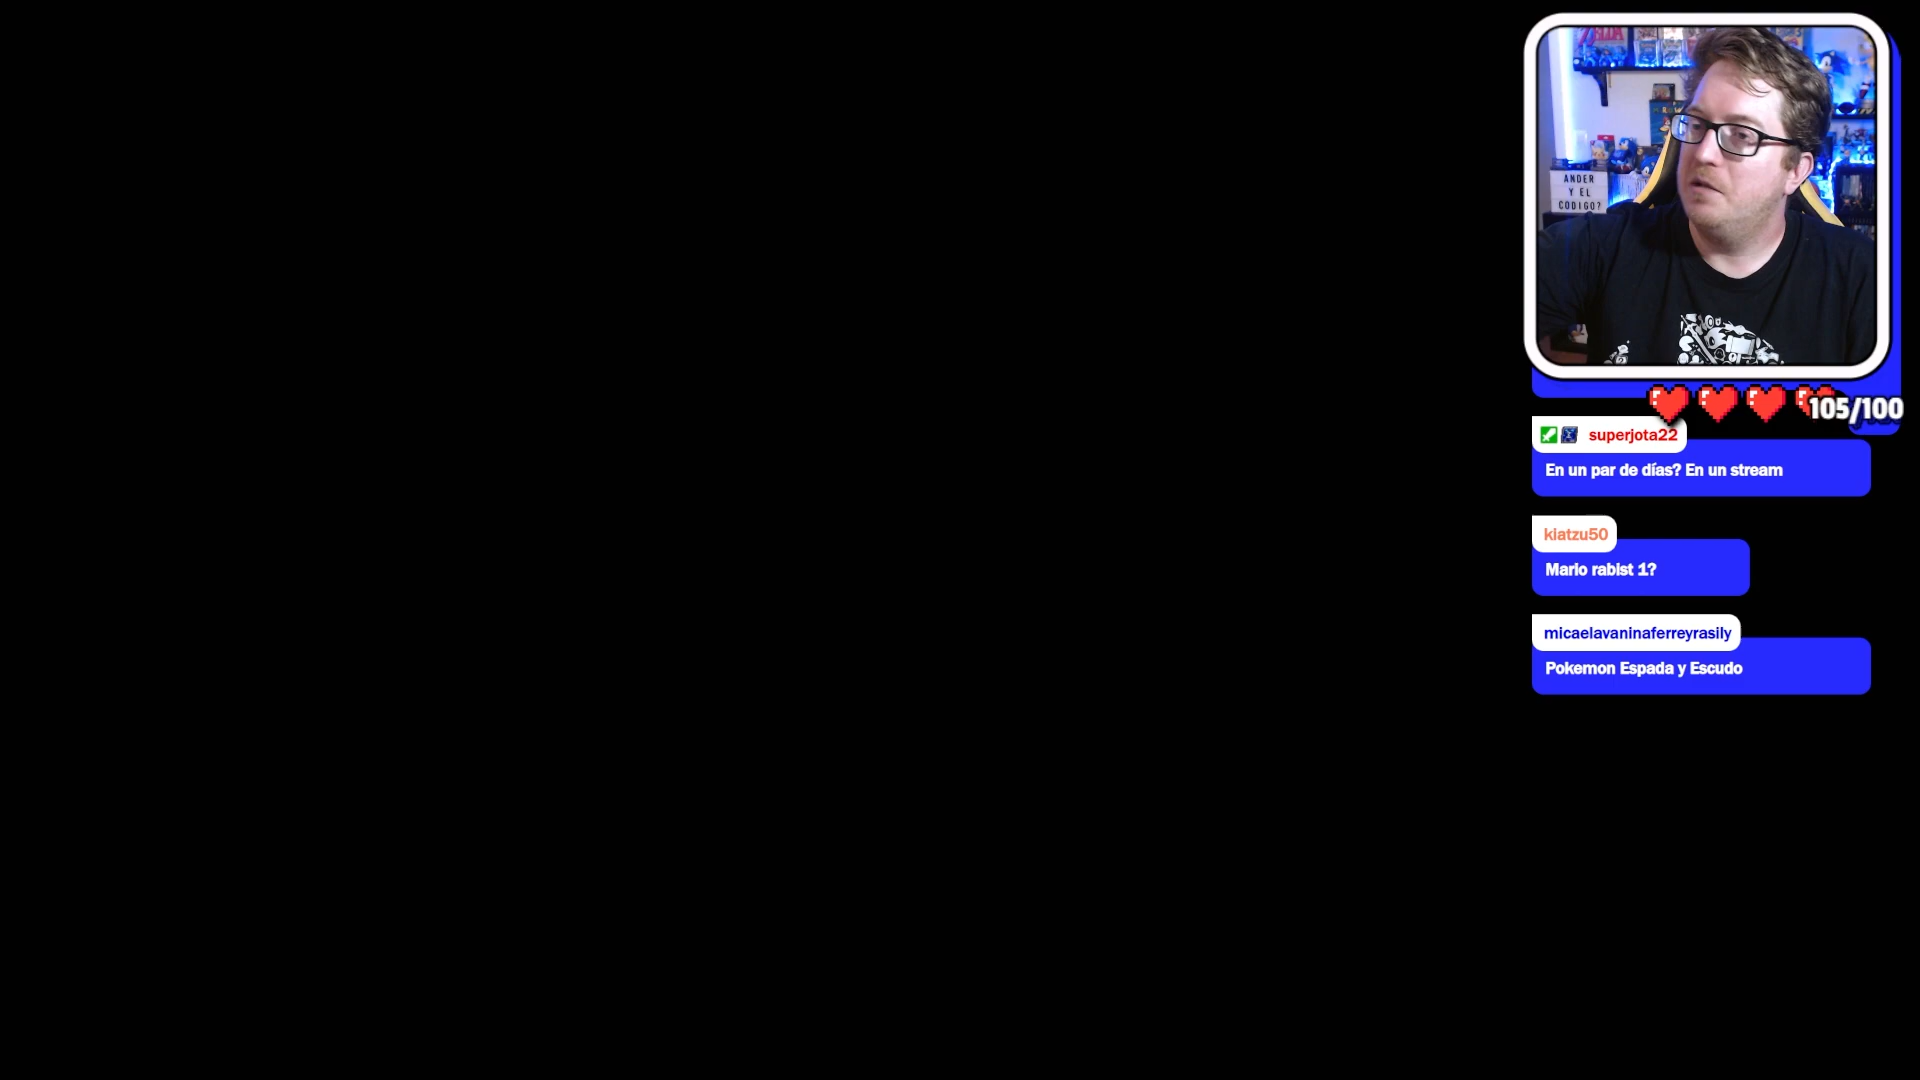 ZELDA
ANDER
Y EL
CODIGO?
105/100
superjota22
En un par de días? En un stream
kiatzu50
Mario rabist 1?
micaelavaninaferreyrasily
Pokemon Espada y Escudo